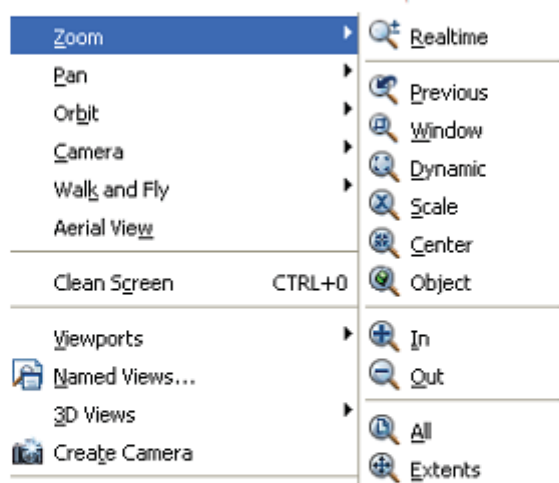 Zoom
Pan
Orbit
Camera
Walk and Fly
Aerial View
Clean Screen CTRL+0
Viewports
Named Views...
3D Views
Create Camera
Realtime
Previous
Window
Dynamic
Scale
Center
Object
In
Out
All
Extents